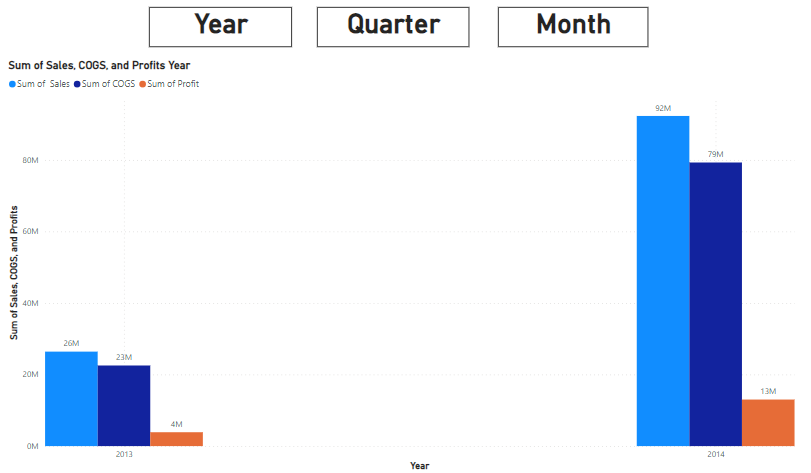 Year Quarter Month
Sum of Sales, COGS, and Profits Year
Sum of Sales Sum of COGS Sum of Profit
92M
79M
80M
60M
Sum of Sales, COGS, and Profits
40M
26M
23M
20M
13M
4M
0M
2013 2014
Year